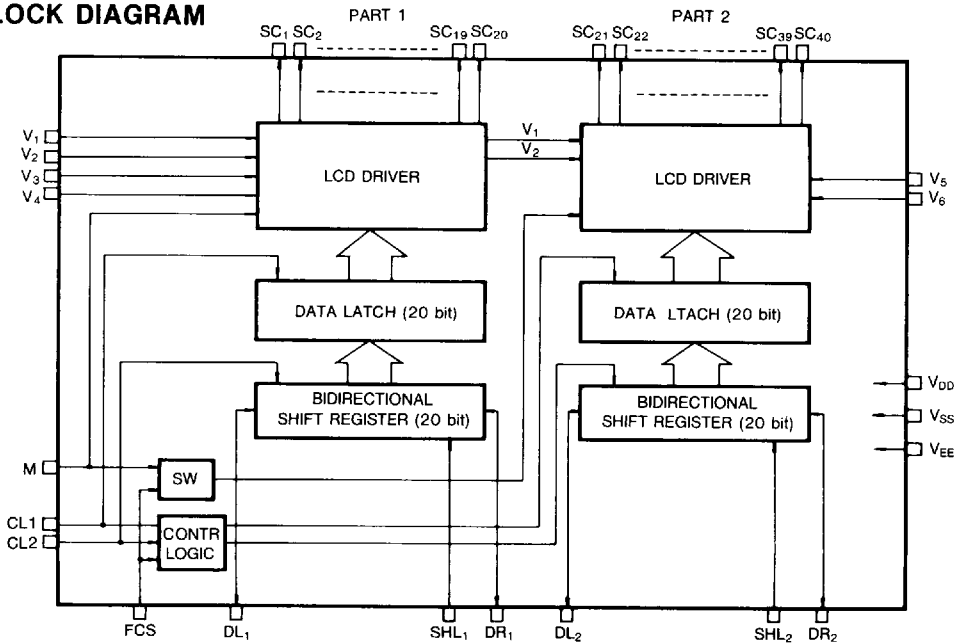 LOCK DIAGRAM
PART 1
PART 2
SC1 SC2 SC19 SC20
SC21 SC22 SC39 SC40
V1
V2
V3
V4
LCD DRIVER
V1
V2
LCD DRIVER
V5
V6
DATA LATCH (20 bit)
DATA LTACH (20 bit)
BIDIRECTIONAL
SHIFT REGISTER (20 bit)
BIDIRECTIONAL
SHIFT REGISTER (20 bit)
VDD
VSS
VEE
M
SW
CL1
CL2
CONTR
LOGIC
FCS DL1 SHL1 DR1 DL2 SHL2 DR2